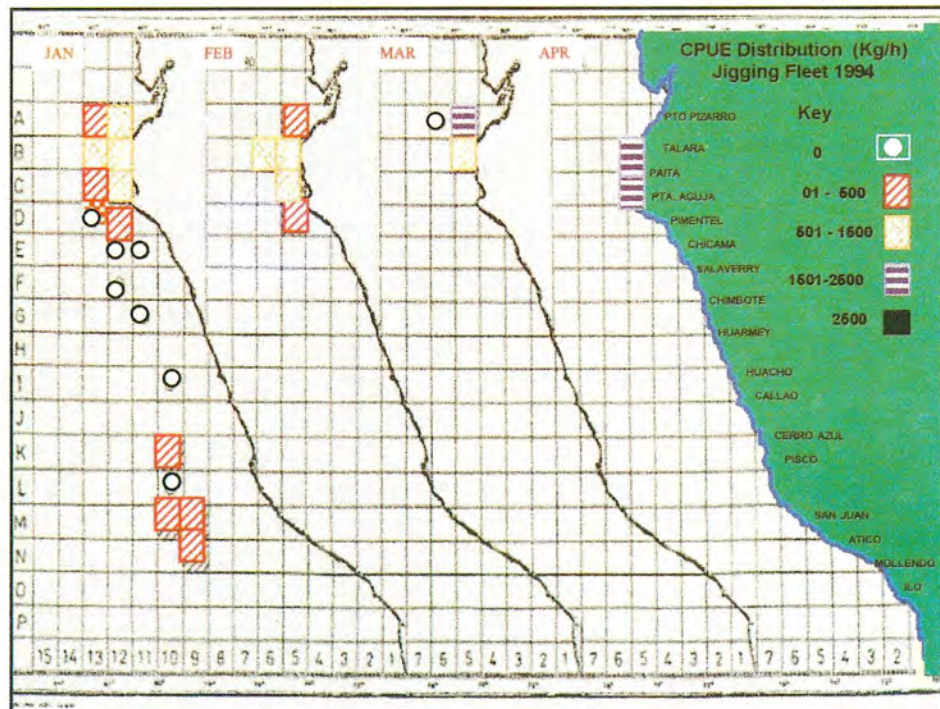 JAN FEB MAR APR
CPUE Distribution (Kg/h)
Jigging Fleet 1994
Key
0
01 - 500
501 - 1500
1501-2500
2500
PTO PIZARRO
TALARA
PAITA
PTA. AGUJA
PIMENTEL
CHICAMA
SALAVERRY
CHIMBOTE
HUARMEY
HUACHO
CALLAO
CERRO AZUL
PISCO
SAN JUAN
ATICO
MOLLENDO
ILO
A
B
C
D
E
F
G
H
I
J
K
L
M
N
O
P
15 14 13 12 11 10 9 8 7 6 5 4 3 2 1 7 6 5 4 3 2 1 7 6 5 4 3 2 1 7 6 5 4 3 2